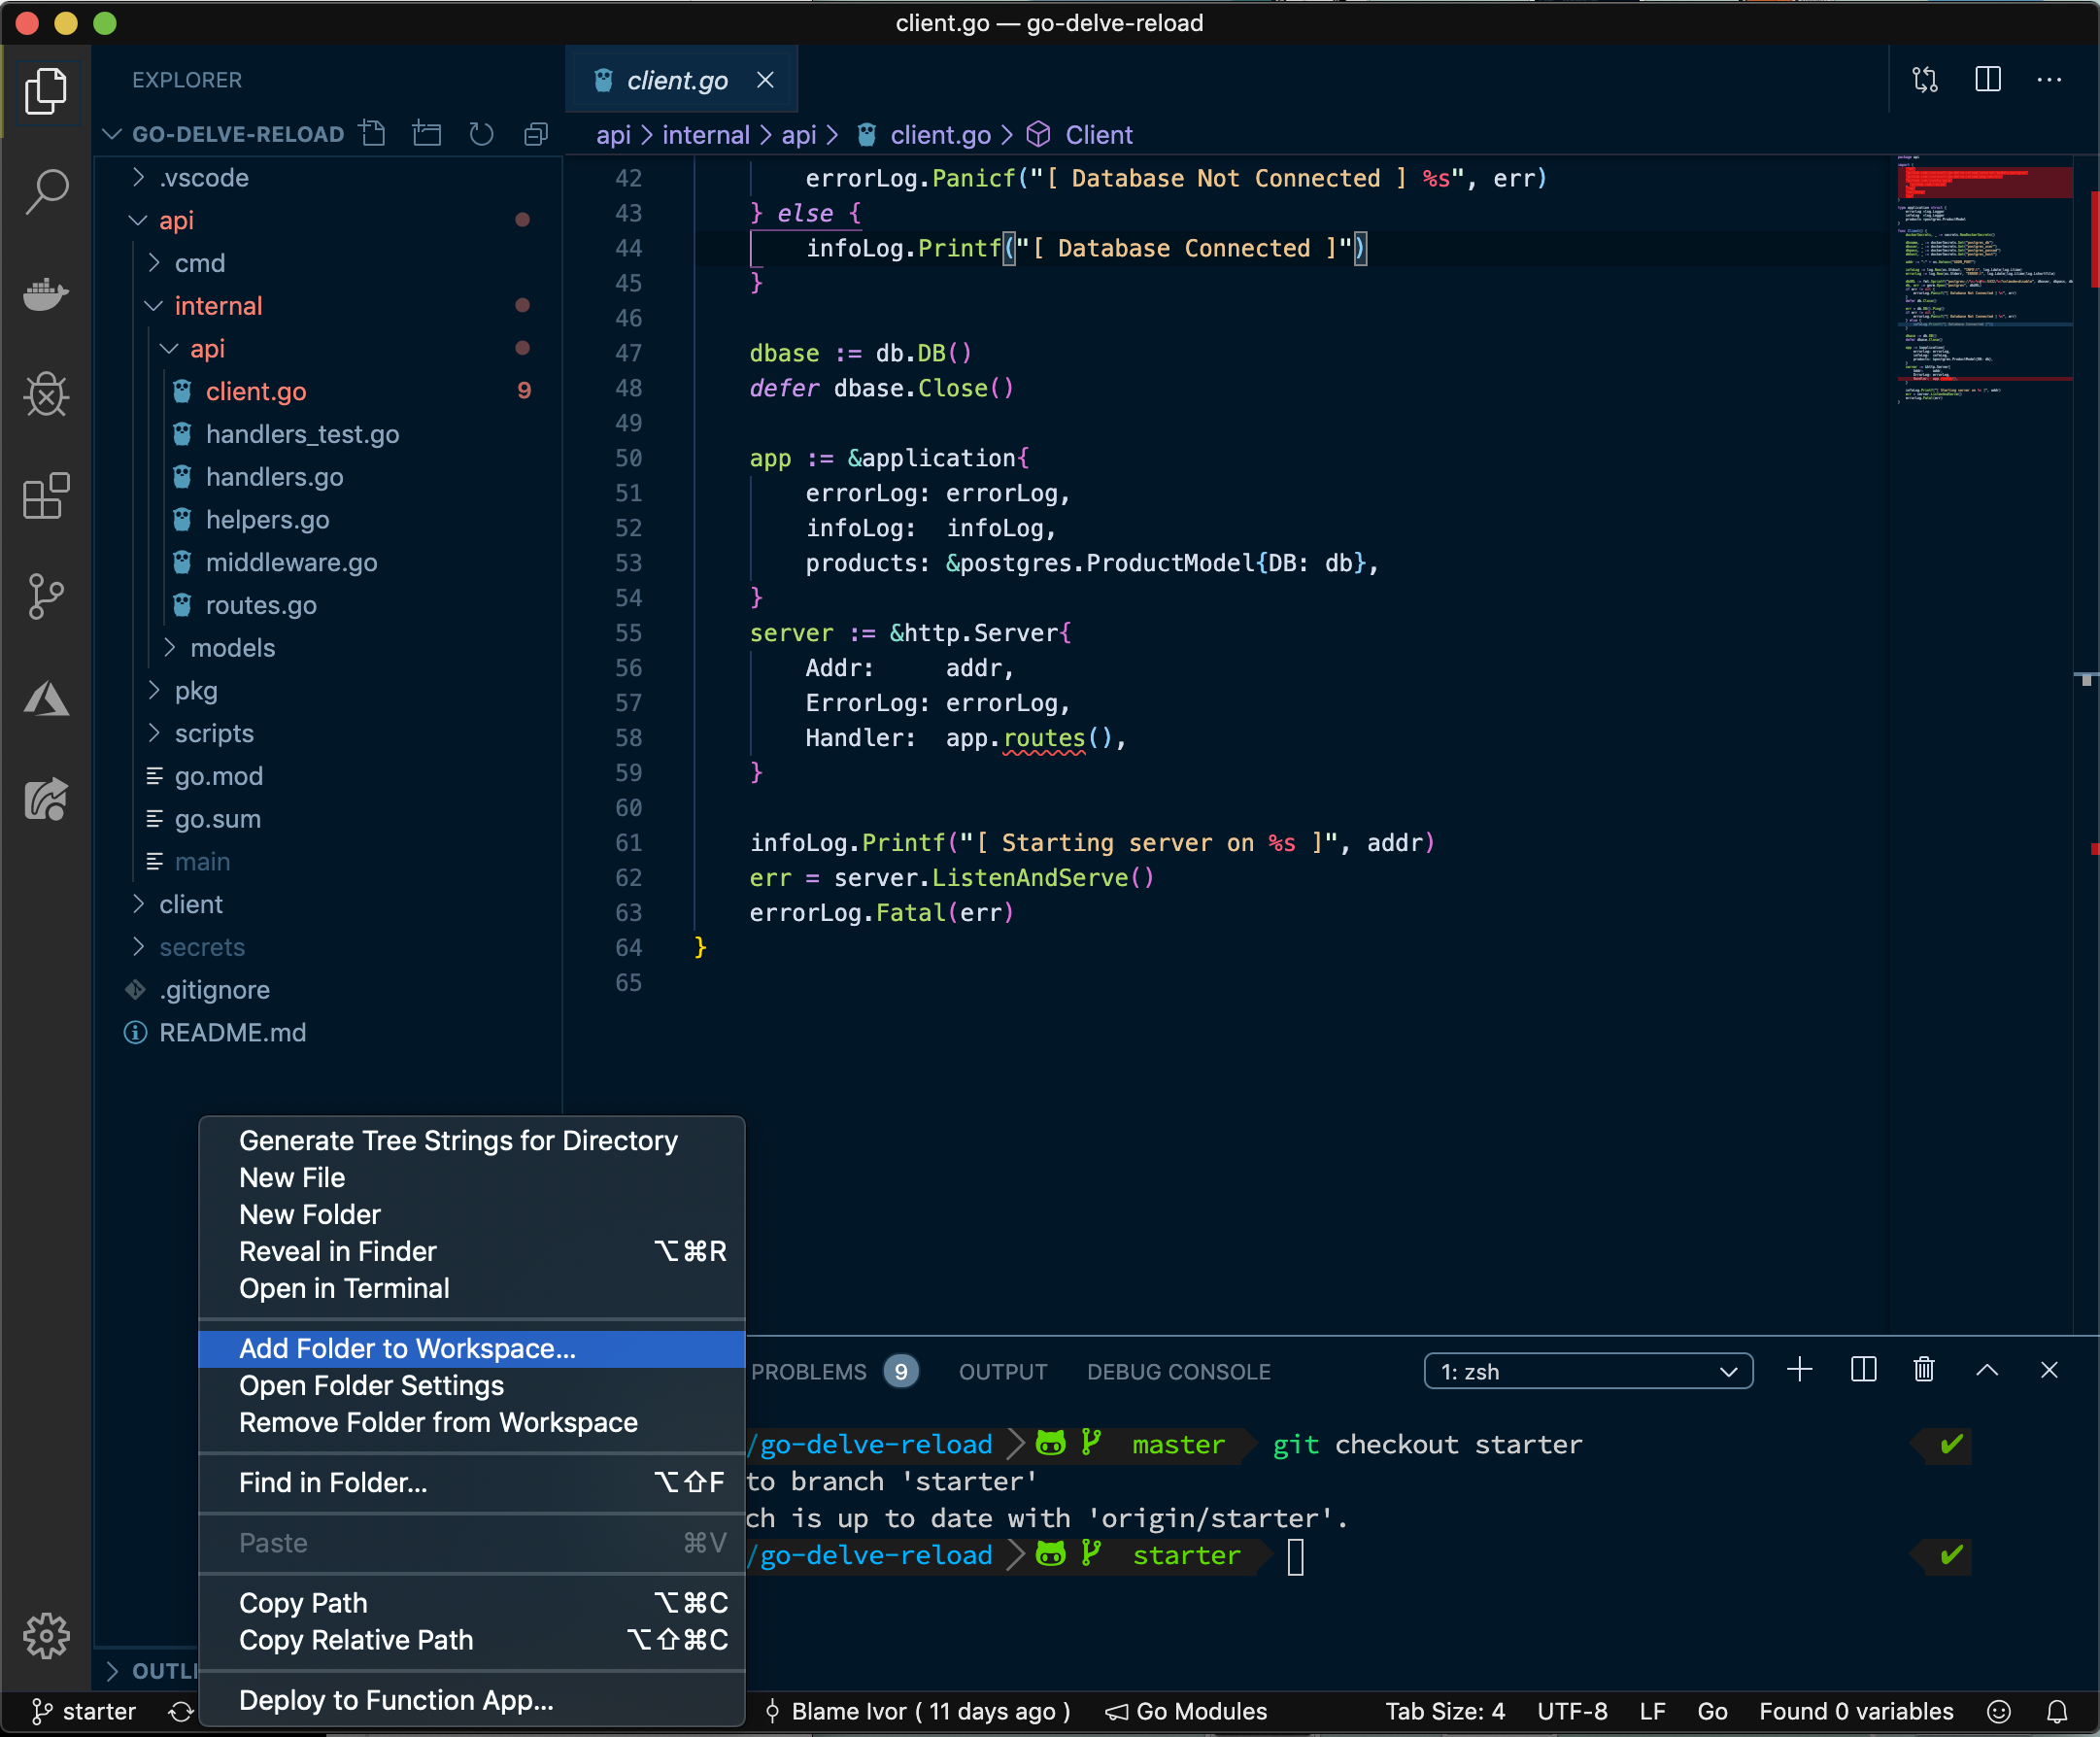 client.go — go-delve-reload
EXPLORER
GO-DELVE-RELOAD
.vscode
api
cmd
internal
api
client.go 9
handlers_test.go
handlers.go
helpers.go
middleware.go
routes.go
models
pkg
scripts
go.mod
go.sum
main
client
secrets
.gitignore
README.md
OUTLI
client.go
api > internal > api > client.go > Client
42 errorLog.Panicf("[ Database Not Connected ] %s", err)
43 } else {
44 infoLog.Printf("[ Database Connected ]")
45 }
46
47 dbase := db.DB()
48 defer dbase.Close()
49
50 app := &application{
51 errorLog: errorLog,
52 infoLog:  infoLog,
53 products: &postgres.ProductModel{DB: db},
54 }
55 server := &http.Server{
56 Addr:     addr,
57 ErrorLog: errorLog,
58 Handler:  app.routes(),
59 }
60
61 infoLog.Printf("[ Starting server on %s ]", addr)
62 err = server.ListenAndServe()
63 errorLog.Fatal(err)
64 }
65
Generate Tree Strings for Directory
New File
New Folder
Reveal in Finder ⌥⌘R
Open in Terminal
Add Folder to Workspace...
Open Folder Settings
Remove Folder from Workspace
Find in Folder... ⌥⇧F
Paste ⌘V
Copy Path ⌥⌘C
Copy Relative Path ⌥⇧⌘C
Deploy to Function App...
PROBLEMS 9 OUTPUT DEBUG CONSOLE 1: zsh
/go-delve-reload master git checkout starter ✔
to branch 'starter'
ch is up to date with 'origin/starter'.
/go-delve-reload starter ✔
starter Blame Ivor ( 11 days ago ) Go Modules Tab Size: 4 UTF-8 LF Go Found 0 variables